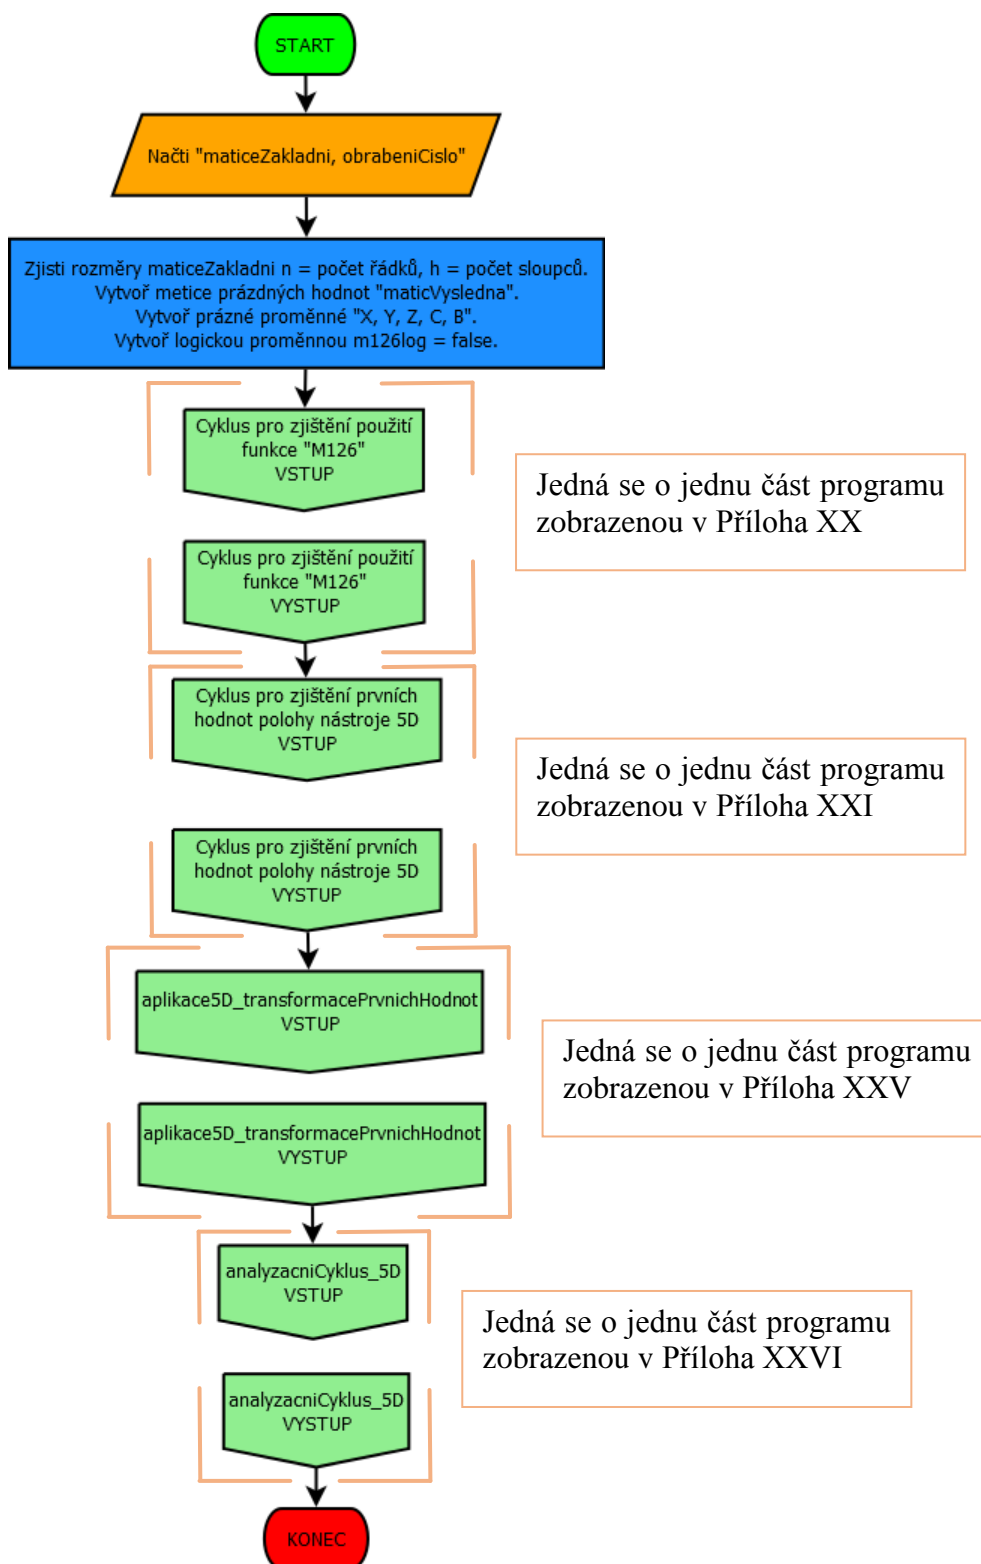 START
Načti "maticeZakladni, obrabeniCislo"
Zjisti rozměry maticeZakladni n = počet řádků, h = počet sloupců.
Vytvoř metice prázdných hodnot "maticVysledna".
Vytvoř prázné proměnné "X, Y, Z, C, B".
Vytvoř logickou proměnnou m126log = false.
Cyklus pro zjištění použití
funkce "M126"
VSTUP
Jedná se o jednu část programu
zobrazenou v Příloha XX
Cyklus pro zjištění použití
funkce "M126"
VYSTUP
Cyklus pro zjištění prvních
hodnot polohy nástroje 5D
VSTUP
Jedná se o jednu část programu
zobrazenou v Příloha XXI
Cyklus pro zjištění prvních
hodnot polohy nástroje 5D
VYSTUP
aplikace5D_transformacePrvnichHodnot
VSTUP
Jedná se o jednu část programu
zobrazenou v Příloha XXV
aplikace5D_transformacePrvnichHodnot
VYSTUP
analyzacniCyklus_5D
VSTUP
Jedná se o jednu část programu
zobrazenou v Příloha XXVI
analyzacniCyklus_5D
VYSTUP
KONEC